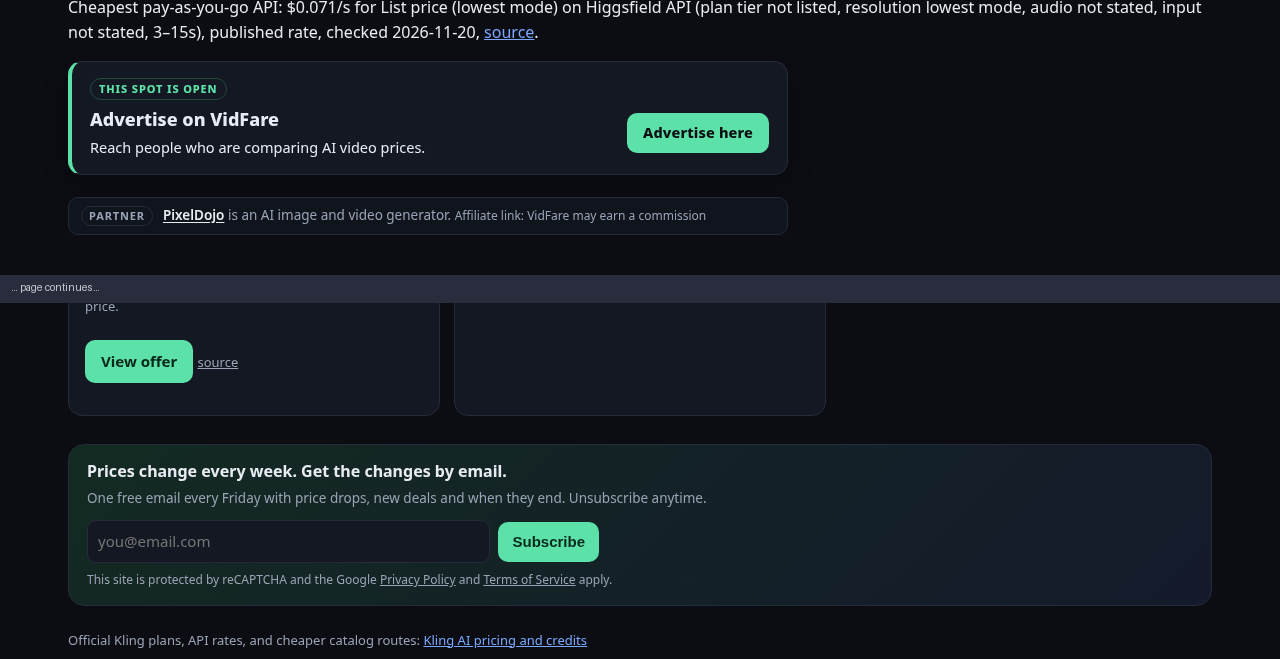 Cheapest pay-as-you-go API: $0.071/s for List price (lowest mode) on Higgsfield API (plan tier not listed, resolution lowest mode, audio not stated, input
not stated, 3–15s), published rate, checked 2026-11-20, source.
THIS SPOT IS OPEN
Advertise on VidFare
Reach people who are comparing AI video prices.
Advertise here
PARTNER PixelDojo is an AI image and video generator. Affiliate link: VidFare may earn a commission
... page continues...
price.
View offer source
Prices change every week. Get the changes by email.
One free email every Friday with price drops, new deals and when they end. Unsubscribe anytime.
you@email.com Subscribe
This site is protected by reCAPTCHA and the Google Privacy Policy and Terms of Service apply.
Official Kling plans, API rates, and cheaper catalog routes: Kling AI pricing and credits